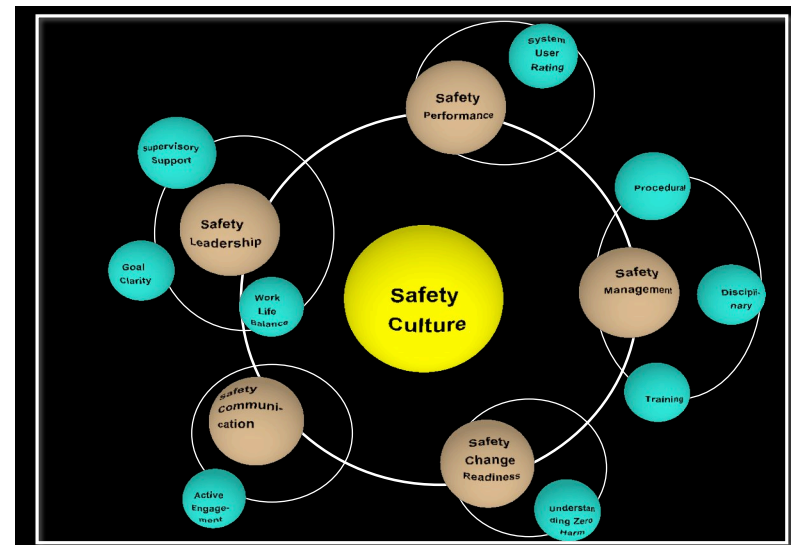 System
User
Rating
Safety
Performance
Supervisory
Support
Procedural
Safety
Leadership
Goal
Clarity
Safety
Management
Work
Life
Balance
Safety
Culture
Discipli-
nary
Safety
Communi-
cation
Training
Safety
Change
Readiness
Active
Engage-
ment
Understan
ding Zero
Harm